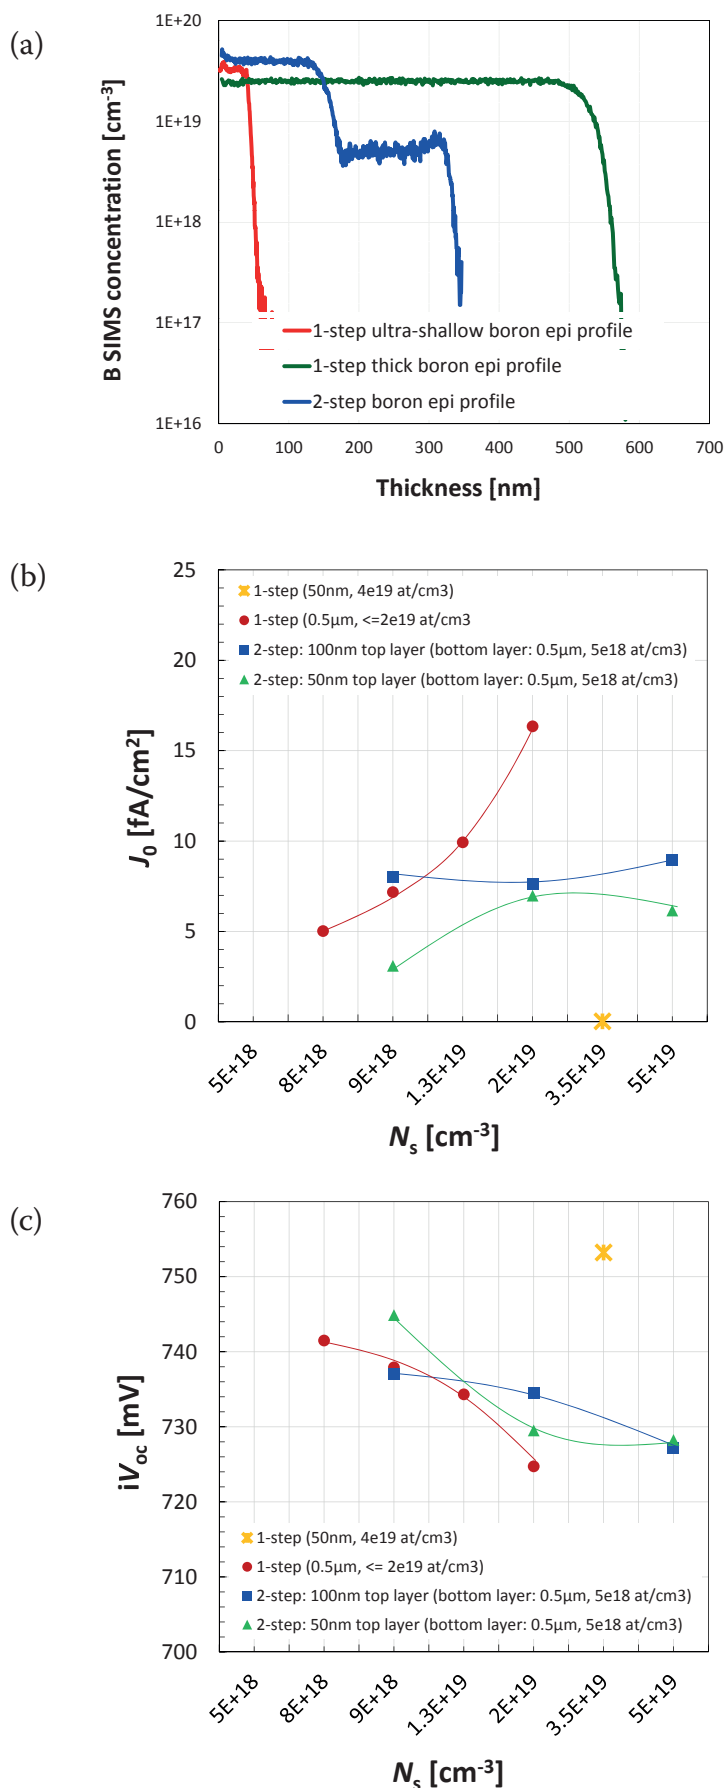 (a)
B SIMS concentration [cm-3]
1E+20
1E+19
1E+18
1E+17
1E+16
1-step ultra-shallow boron epi profile
1-step thick boron epi profile
2-step boron epi profile
0 100 200 300 400 500 600 700
Thickness [nm]
(b)
J0 [fA/cm2]
25
20
15
10
5
0
1-step (50nm, 4e19 at/cm3)
1-step (0.5µm, <=2e19 at/cm3
2-step: 100nm top layer (bottom layer: 0.5µm, 5e18 at/cm3)
2-step: 50nm top layer (bottom layer: 0.5µm, 5e18 at/cm3)
5E+18 8E+18 9E+18 1.3E+19 2E+19 3.5E+19 5E+19
Ns [cm-3]
(c)
iVoc [mV]
760
750
740
730
720
710
700
1-step (50nm, 4e19 at/cm3)
1-step (0.5µm, <= 2e19 at/cm3)
2-step: 100nm top layer (bottom layer: 0.5µm, 5e18 at/cm3)
2-step: 50nm top layer (bottom layer: 0.5µm, 5e18 at/cm3)
5E+18 8E+18 9E+18 1.3E+19 2E+19 3.5E+19 5E+19
Ns [cm-3]